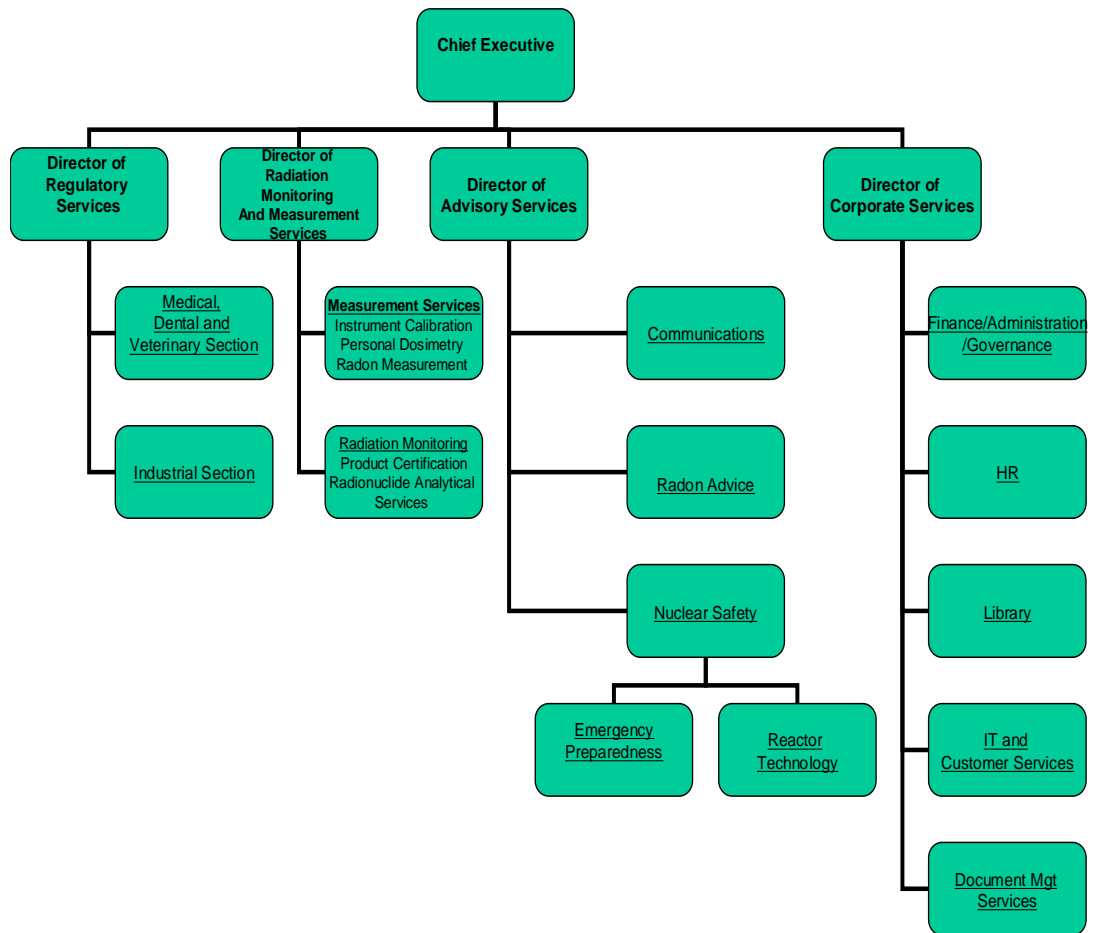 Chief Executive
Director of
Regulatory
Services
Director of
Radiation
Monitoring
And Measurement
Services
Director of
Advisory Services
Director of
Corporate Services
Medical,
Dental and
Veterinary Section
Measurement Services
Instrument Calibration
Personal Dosimetry
Radon Measurement
Communications
Finance/Administration
/Governance
Industrial Section
Radiation Monitoring
Product Certification
Radionuclide Analytical
Services
Radon Advice
HR
Nuclear Safety
Library
Emergency
Preparedness
Reactor
Technology
IT and
Customer Services
Document Mgt
Services